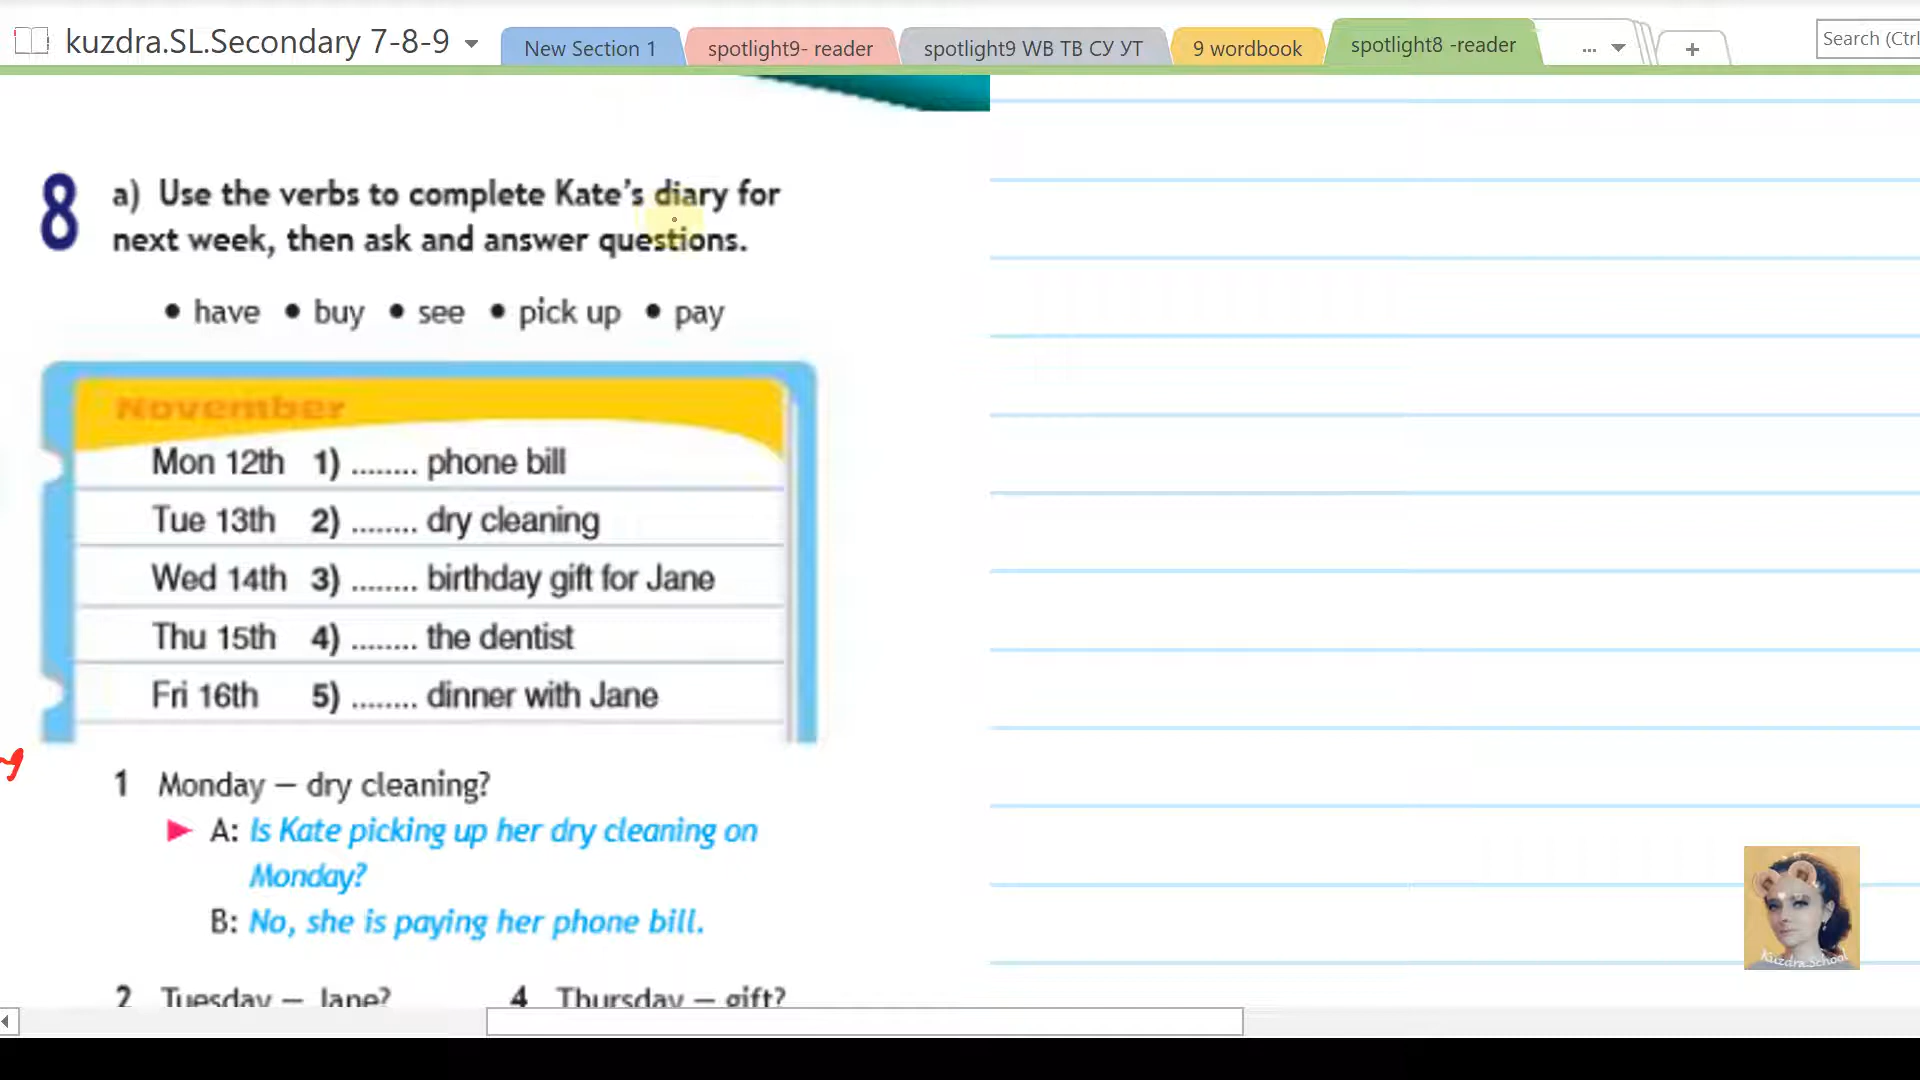 kuzdra.SL.Secondary 7-8-9
New Section 1
spotlight9- reader
spotlight9 WB TB СУ УТ
9 wordbook
spotlight8 -reader
...
+
Search (Ctrl
8 a) Use the verbs to complete Kate's diary for
next week, then ask and answer questions.
• have • buy • see • pick up • pay
November
Mon 12th 1) ........ phone bill
Tue 13th 2) ........ dry cleaning
Wed 14th 3) ........ birthday gift for Jane
Thu 15th 4) ........ the dentist
Fri 16th 5) ........ dinner with Jane
1 Monday – dry cleaning?
A: Is Kate picking up her dry cleaning on
Monday?
B: No, she is paying her phone bill.
2 Tuesday – Jane? 4 Thursday – gift?
Kuzdra.School